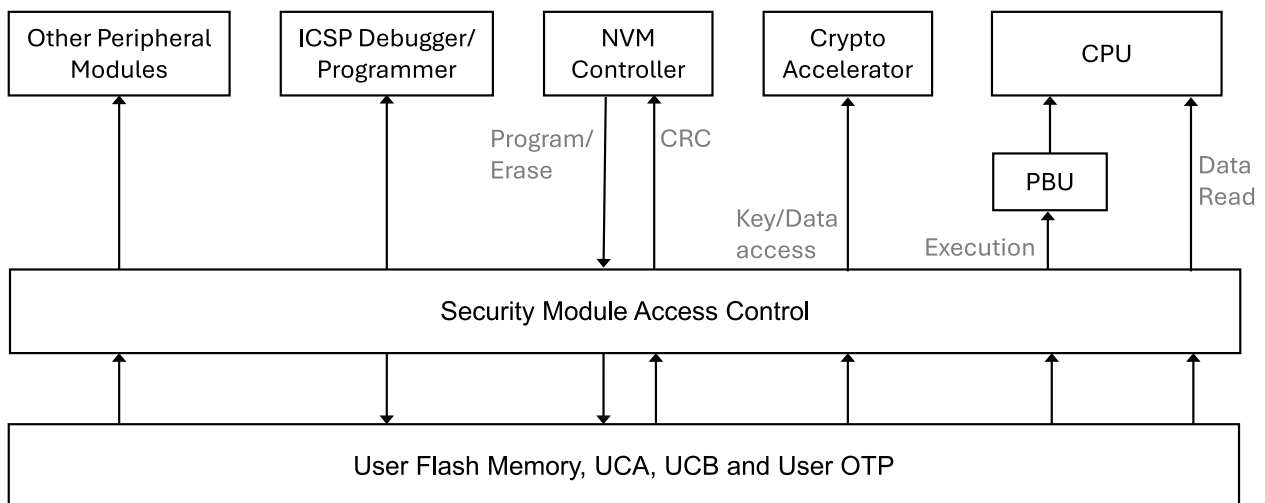 Other Peripheral
Modules
ICSP Debugger/
Programmer
NVM
Controller
Crypto
Accelerator
CPU
Program/
Erase
CRC
PBU
Data
Read
Key/Data
access
Execution
Security Module Access Control
User Flash Memory, UCA, UCB and User OTP